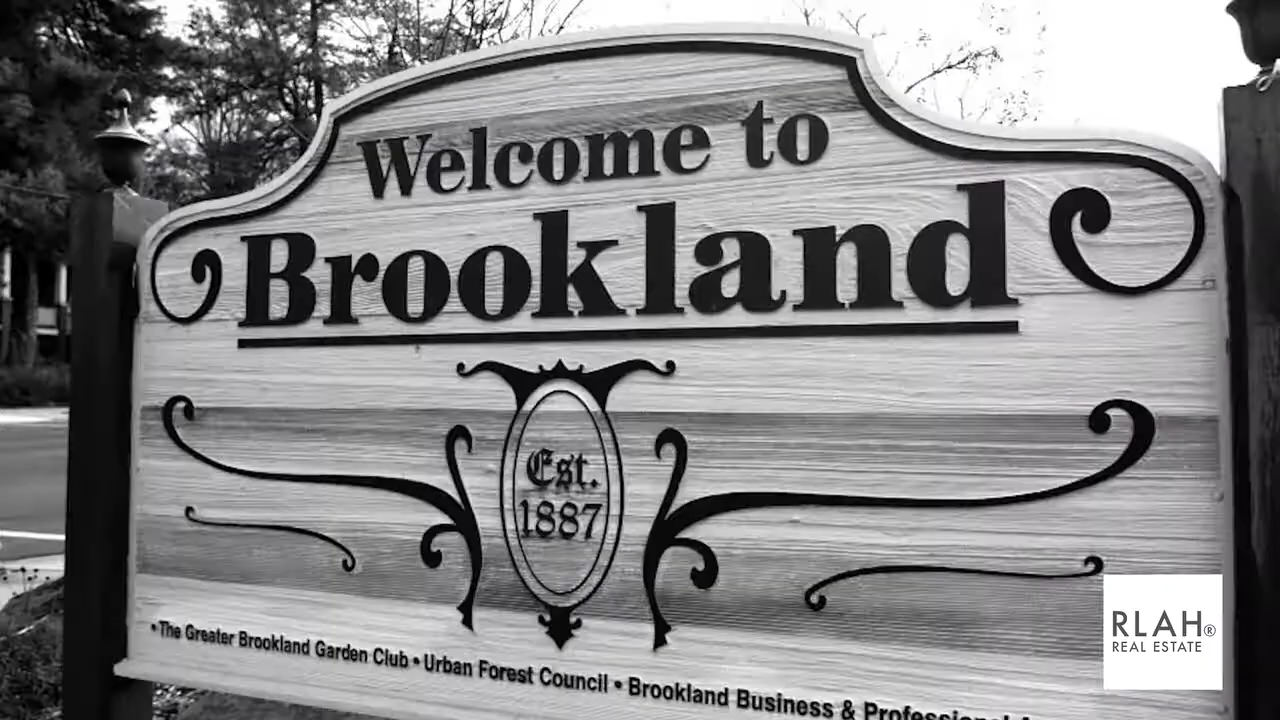 Welcome to
Brookland
Est.
1887
• The Greater Brookland Garden Club • Urban Forest Council • Brookland Business & Professional
RLAH®
REAL ESTATE